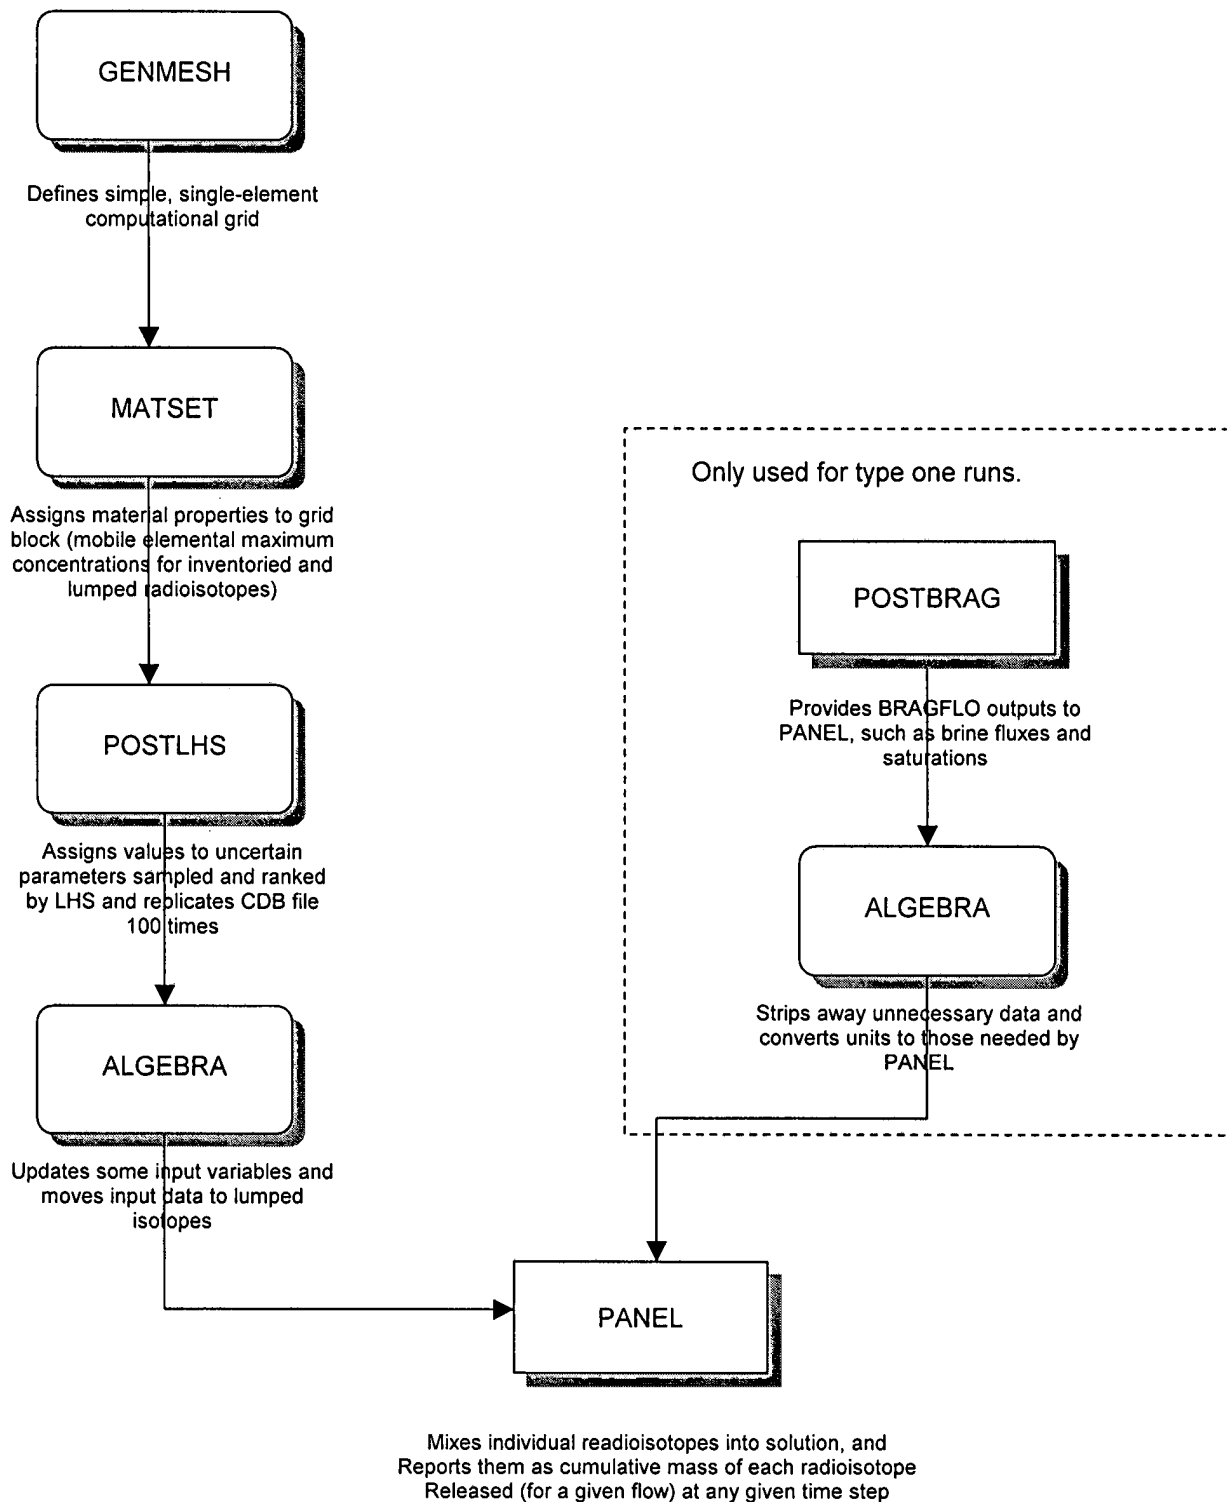 GENMESH
Defines simple, single-element
computational grid
MATSET
Assigns material properties to grid
block (mobile elemental maximum
concentrations for inventoried and
lumped radioisotopes)
POSTLHS
Assigns values to uncertain
parameters sampled and ranked
by LHS and replicates CDB file
100 times
ALGEBRA
Updates some input variables and
moves input data to lumped
isotopes
Only used for type one runs.
POSTBRAG
Provides BRAGFLO outputs to
PANEL, such as brine fluxes and
saturations
ALGEBRA
Strips away unnecessary data and
converts units to those needed by
PANEL
PANEL
Mixes individual readioisotopes into solution, and
Reports them as cumulative mass of each radioisotope
Released (for a given flow) at any given time step